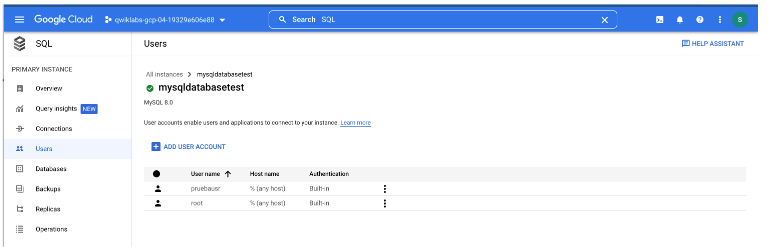 Google Cloud qwiklabs-gcp-04-19329e606e88 Search SQL S
SQL Users HELP ASSISTANT
PRIMARY INSTANCE
Overview
Query insights NEW
Connections
Users
Databases
Backups
Replicas
Operations
All instances > mysqldatabasetest
mysqldatabasetest
MySQL 8.0
User accounts enable users and applications to connect to your instance. Learn more
ADD USER ACCOUNT
User name Host name Authentication
pruebausr % (any host) Built-in
root % (any host) Built-in